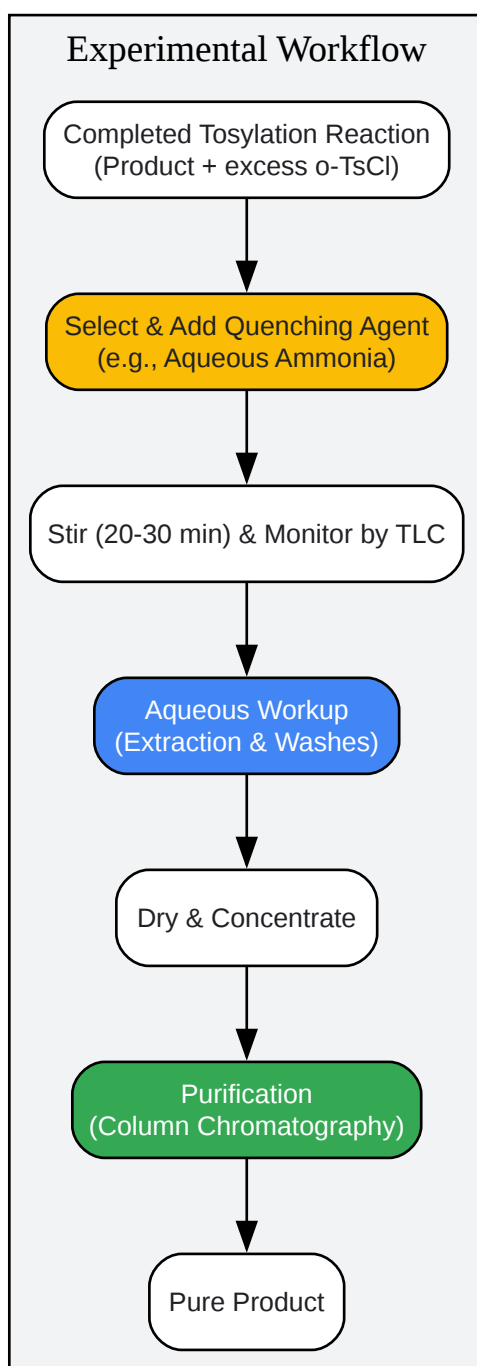 Experimental Workflow
Completed Tosylation Reaction
(Product + excess o-TsCl)
Select & Add Quenching Agent
(e.g., Aqueous Ammonia)
Stir (20-30 min) & Monitor by TLC
Aqueous Workup
(Extraction & Washes)
Dry & Concentrate
Purification
(Column Chromatography)
Pure Product